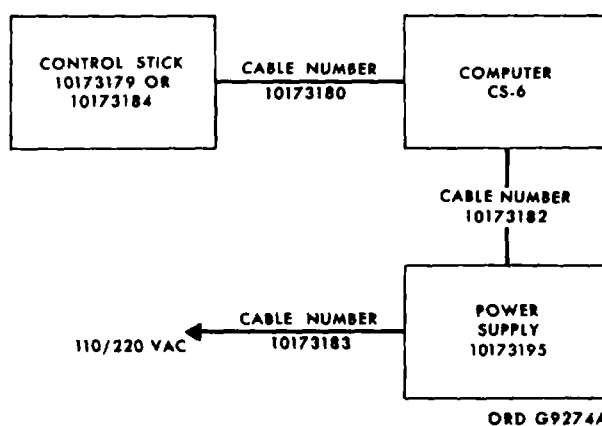 CONTROL STICK
10173179 OR
10173184
CABLE NUMBER
10173180
COMPUTER
CS-6
CABLE NUMBER
10173182
110/220 VAC
CABLE NUMBER
10173183
POWER
SUPPLY
10173195
ORD G9274A